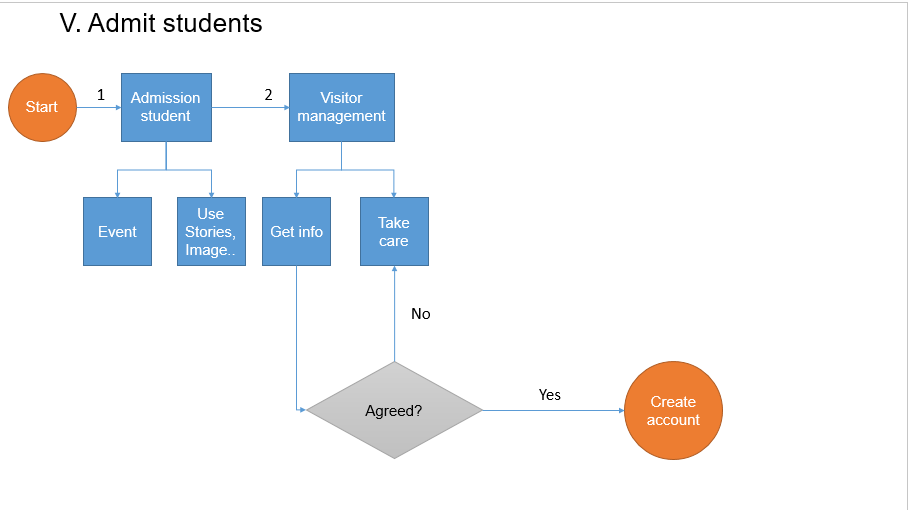 V. Admit students
Start
1
Admission
student
2
Visitor
management
Event
Use
Stories,
Image..
Get info
Take
care
No
Agreed?
Yes
Create
account